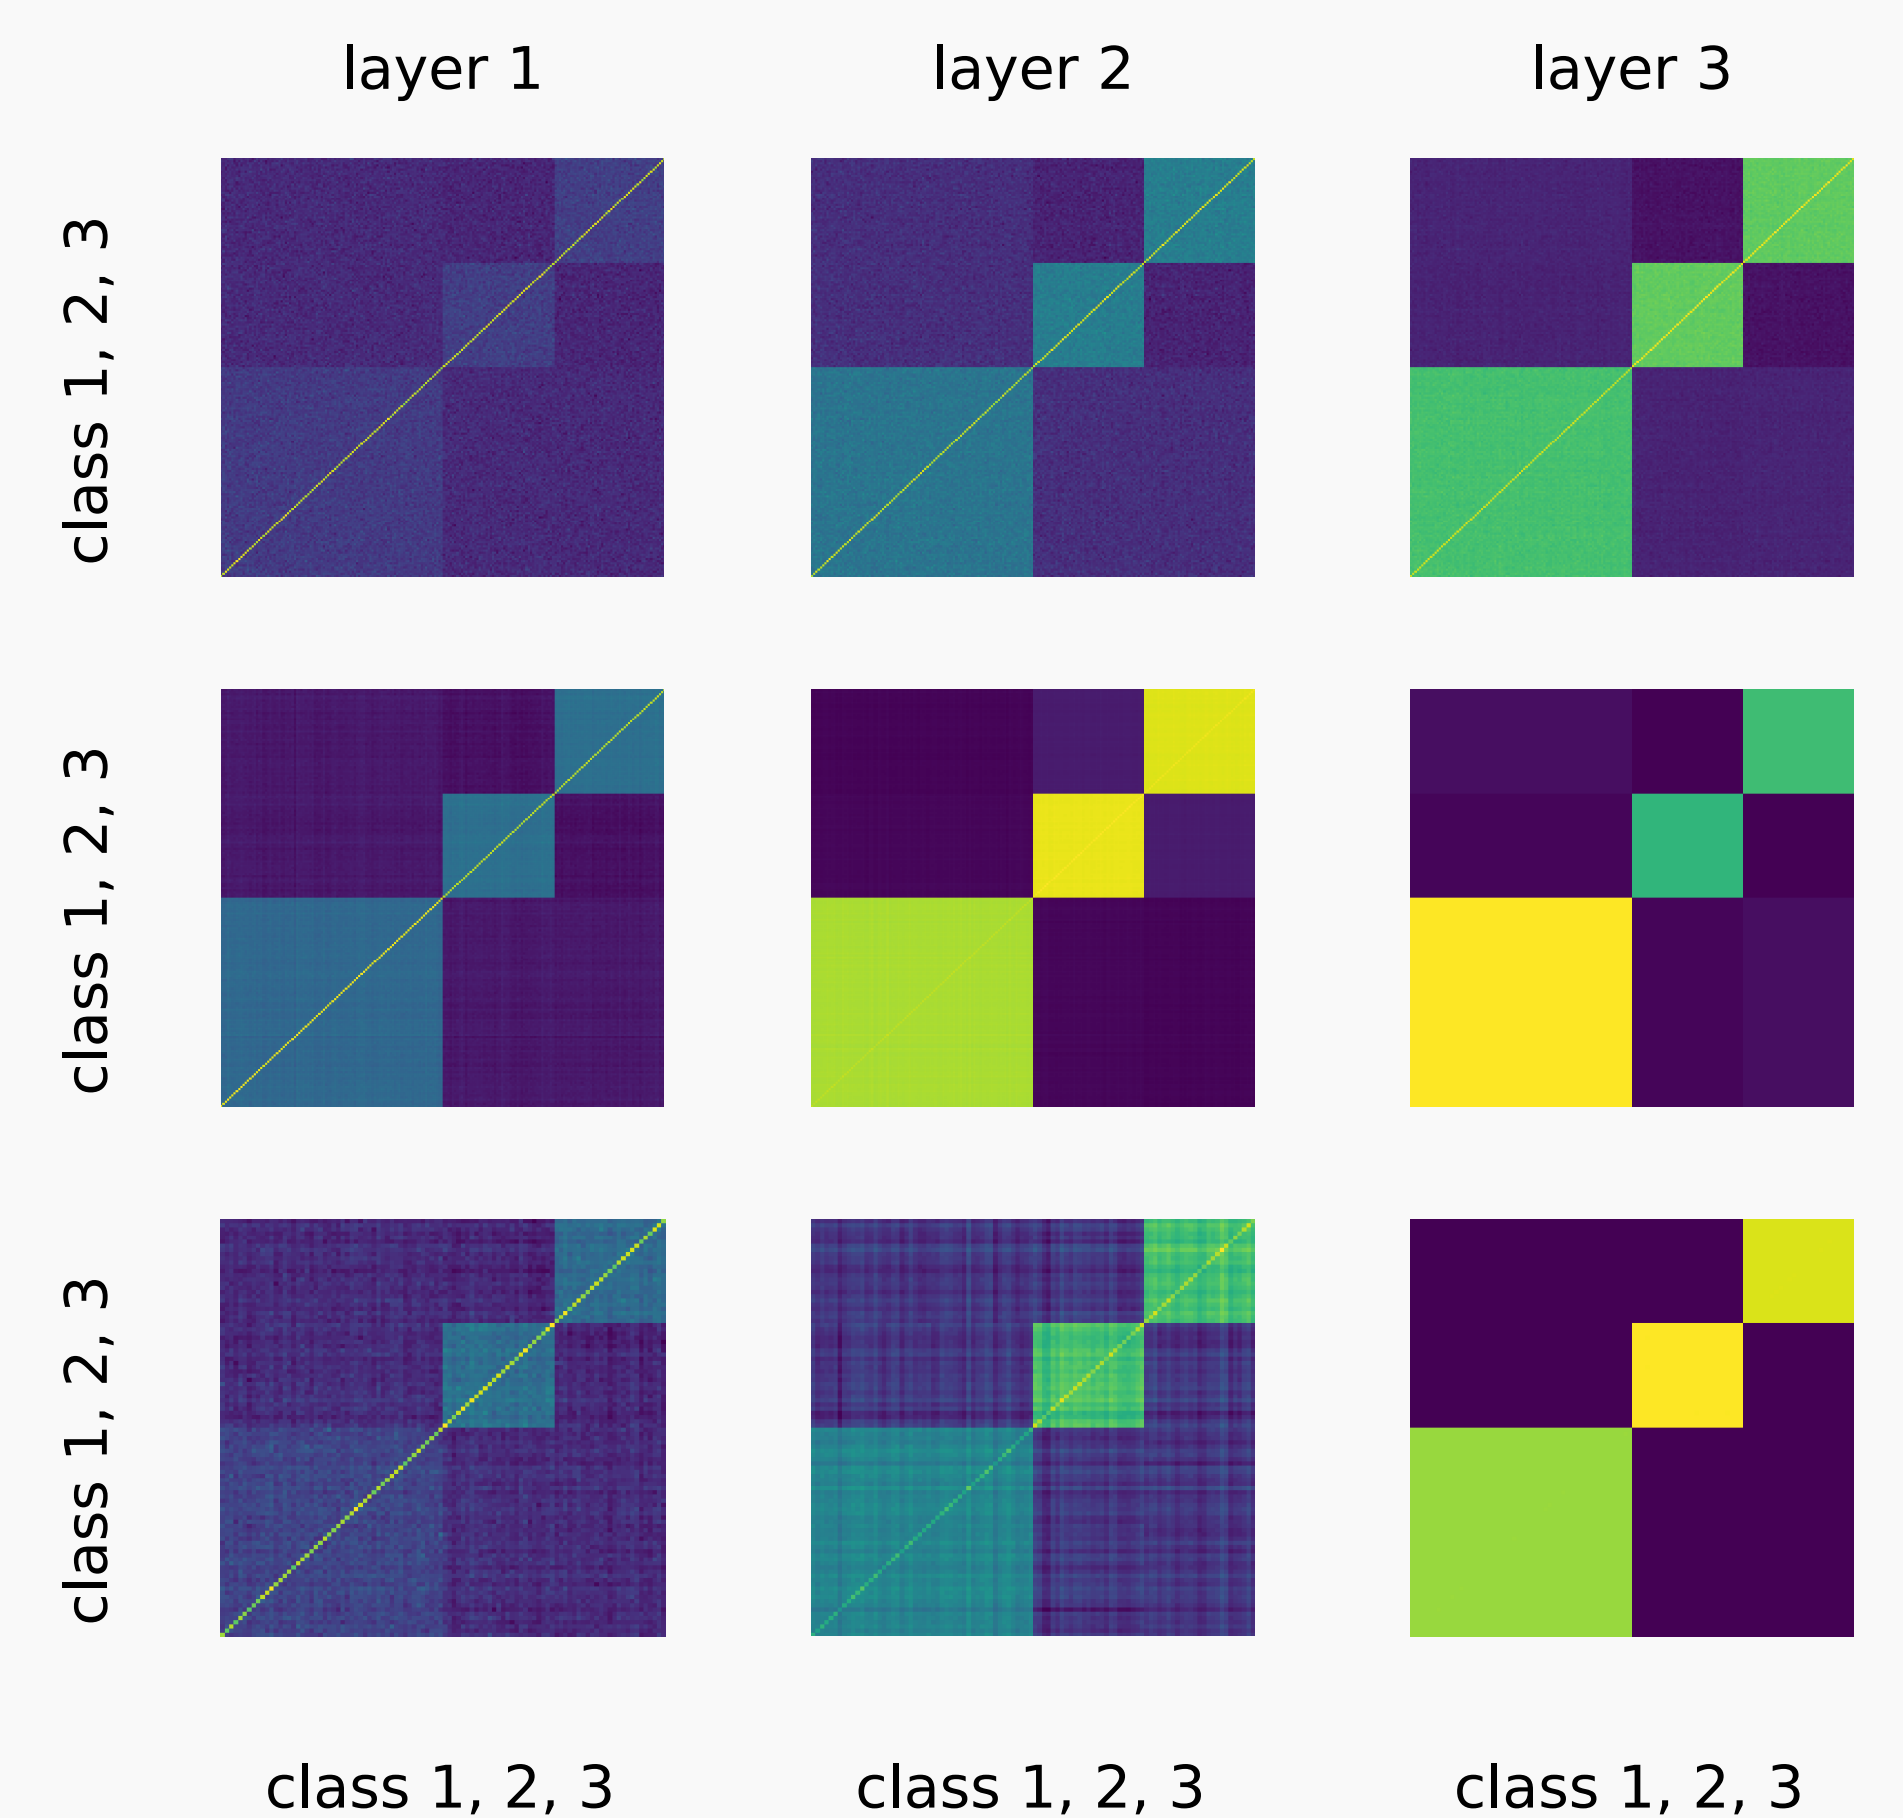 layer 1
layer 2
layer 3
class 1, 2, 3
class 1, 2, 3
class 1, 2, 3
class 1, 2, 3
class 1, 2, 3
class 1, 2, 3